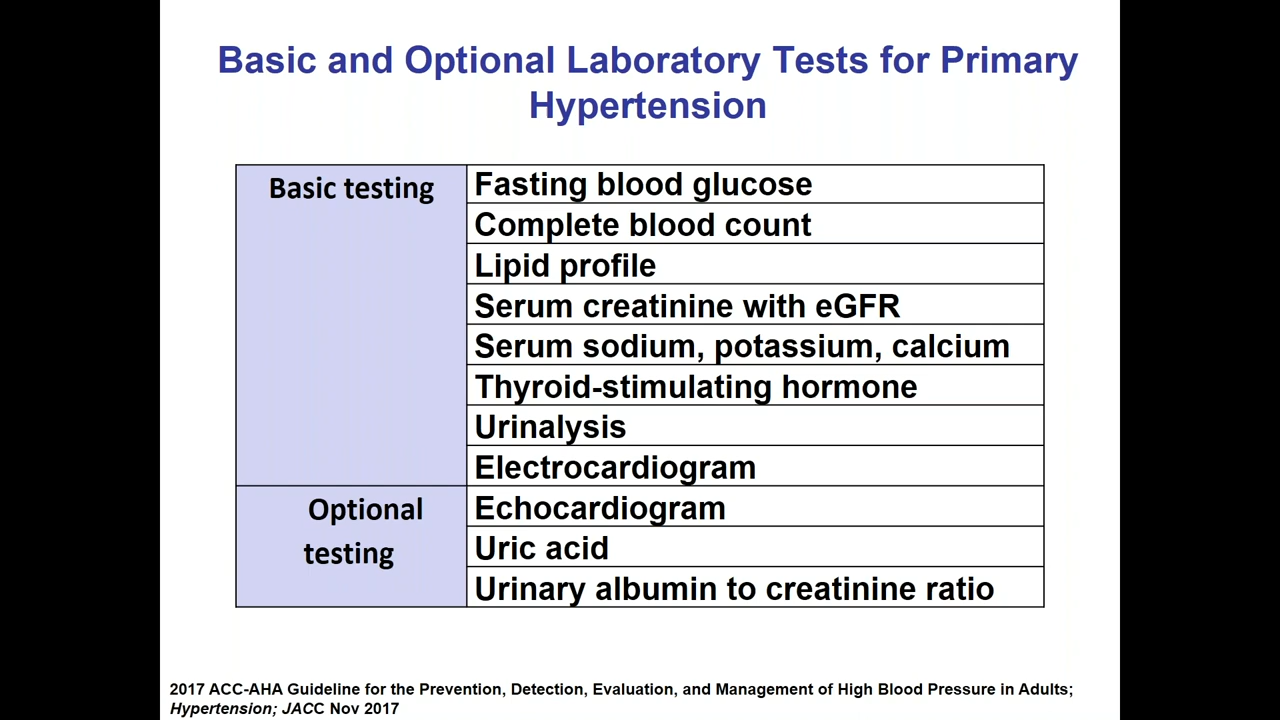 Basic and Optional Laboratory Tests for Primary
Hypertension
Basic testing
Fasting blood glucose
Complete blood count
Lipid profile
Serum creatinine with eGFR
Serum sodium, potassium, calcium
Thyroid-stimulating hormone
Urinalysis
Electrocardiogram
Optional
testing
Echocardiogram
Uric acid
Urinary albumin to creatinine ratio
2017 ACC-AHA Guideline for the Prevention, Detection, Evaluation, and Management of High Blood Pressure in Adults;
Hypertension; JACC Nov 2017